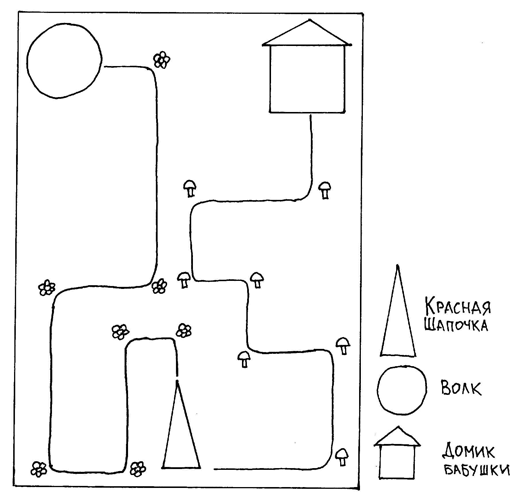 Красная
Шапочка
Волк
Домик
бабушки